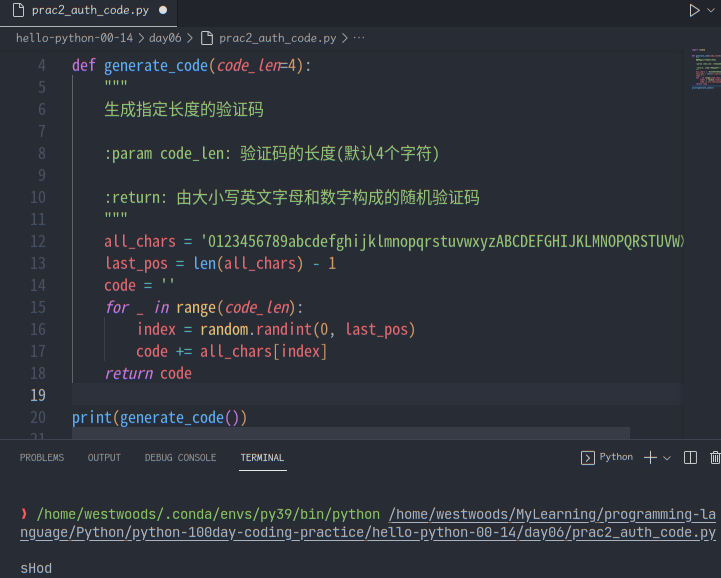 prac2_auth_code.py
hello-python-00-14 > day06 > prac2_auth_code.py > ...
4 def generate_code(code_len=4):
5 """
6 生成指定长度的验证码
7
8 :param code_len: 验证码的长度(默认4个字符)
9
10 :return: 由大小写英文字母和数字构成的随机验证码
11 """
12 all_chars = '0123456789abcdefghijklmnopqrstuvwxyzABCDEFGHIJKLMNOPQRSTUVWX
13 last_pos = len(all_chars) - 1
14 code = ''
15 for _ in range(code_len):
16 index = random.randint(0, last_pos)
17 code += all_chars[index]
18 return code
19
20 print(generate_code())
21
PROBLEMS OUTPUT DEBUG CONSOLE TERMINAL Python
❯ /home/westwoods/.conda/envs/py39/bin/python /home/westwoods/MyLearning/programming-la
nguage/Python/python-100day-coding-practice/hello-python-00-14/day06/prac2_auth_code.py
sHod